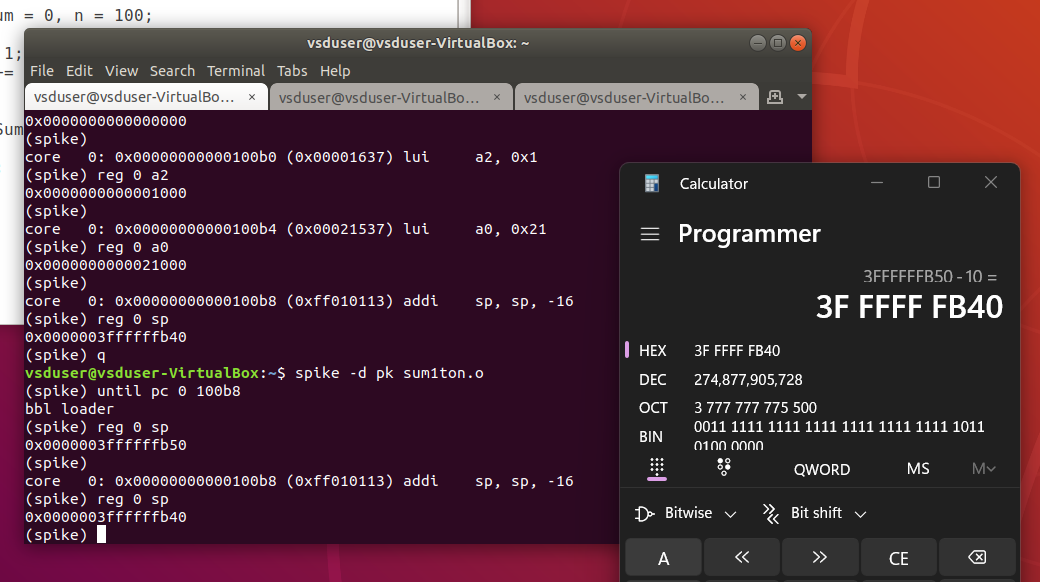 um = 0, n = 100;
1;
+=
Sum
vsduser@vsduser-VirtualBox: ~
File Edit View Search Terminal Tabs Help
vsduser@vsduser-VirtualBo... × vsduser@vsduser-VirtualBo... × vsduser@vsduser-VirtualBo... ×
0x0000000000000000
(spike)
core   0: 0x00000000000100b0 (0x00001637) lui     a2, 0x1
(spike) reg 0 a2
0x0000000000001000
(spike)
core   0: 0x00000000000100b4 (0x00021537) lui     a0, 0x21
(spike) reg 0 a0
0x0000000000021000
(spike)
core   0: 0x00000000000100b8 (0xff010113) addi    sp, sp, -16
(spike) reg 0 sp
0x0000003ffffffb40
(spike) q
vsduser@vsduser-VirtualBox:~$ spike -d pk sum1ton.o
(spike) until pc 0 100b8
bbl loader
(spike) reg 0 sp
0x0000003ffffffb50
(spike)
core   0: 0x00000000000100b8 (0xff010113) addi    sp, sp, -16
(spike) reg 0 sp
0x0000003ffffffb40
(spike)
Calculator
Programmer
3FFFFFFB50 - 10 =
3F FFFF FB40
HEX 3F FFFF FB40
DEC 274,877,905,728
OCT 3 777 777 775 500
BIN 0011 1111 1111 1111 1111 1111 1111 1011
0100 0000
QWORD MS M
Bitwise Bit shift
A << >> CE